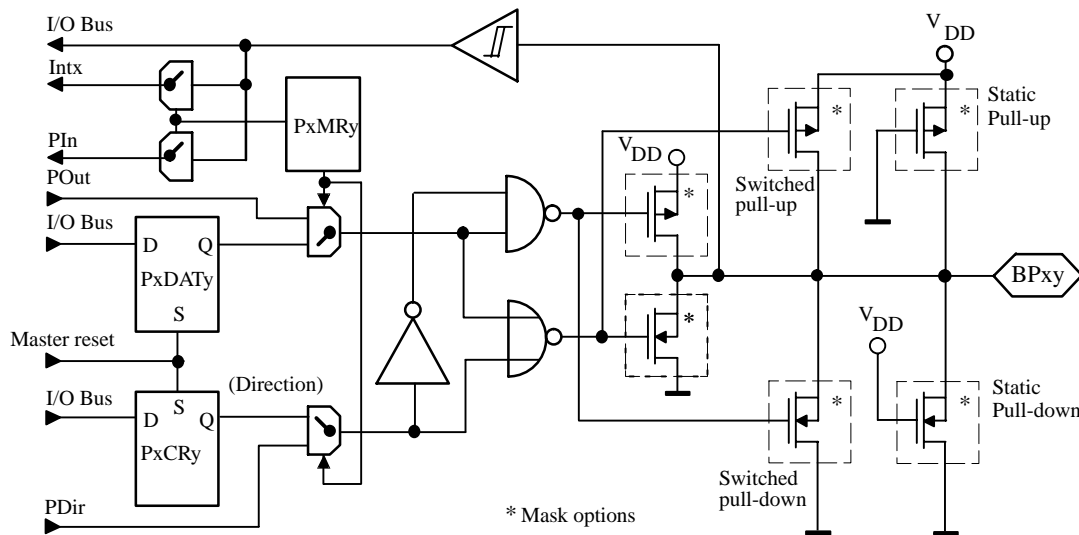 I/O Bus
V
DD
Intx
*
*
Static
Pull-up
PxMRy
PIn
V
DD
POut
*
Switched
pull-up
I/O Bus
D
Q
PxDATy
BPxy
S
*
V
DD
Master reset
I/O Bus
(Direction)
S
D
Q
*
*
Static
Pull-down
PxCRy
Switched
pull-down
PDir
* Mask options